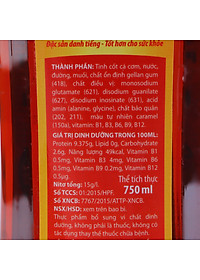 Đặc sản danh tiếng - Tốt hơn cho sức khỏe
THÀNH PHẦN: Tinh cốt cá cơm, nước,
đường, muối, chất ổn định gellan gum
(418), chất điều vị monosodium
glutamate (621), disodium guanilate
(627), disodium inosinate (631), acid
amin (alanine, glycine), chất bảo quản
(202, 211), màu tự nhiên caramel
(150a), vitamin: B1, B3, B6, B9, B12.
GIÁ TRỊ DINH DƯỠNG TRONG 100ML:
Protein 9.375g, Lipid 0g, Carbohydrate
2.6g, Năng lượng 49kcal, Vitamin B1
0.5mg, Vitamin B3 4mg, Vitamin B6
0.5mg, Vitamin B9 0.2mg, Vitamin B12
0.5µg.
Nitơ tổng: 15g/l. Thể tích thực
Số TCCS: 01:2015/HPF. 750 ml
Số XNCB: 7767/2015/ATTP-XNCB.
NSX/HSD: xem trên bao bì.
Thực phẩm bổ sung vi chất dinh
dưỡng, không phải là thuốc, không có
tác dụng thay thế thuốc chữa bệnh.